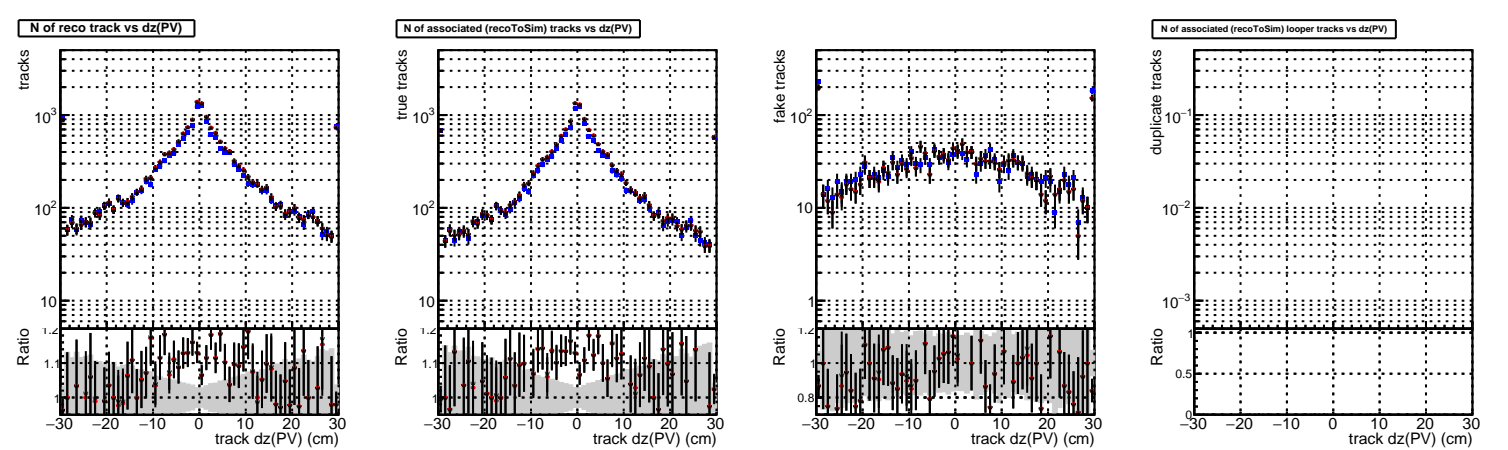 N of reco track vs dz(PV)
tracks
10³
10²
10
Ratio
1.2
1.1
1
−30 −20 −10 0 10 20 30
track dz(PV) (cm)
N of associated (recoToSim) tracks vs dz(PV)
true tracks
10³
10²
10
Ratio
1.2
1.1
1
−30 −20 −10 0 10 20 30
track dz(PV) (cm)
fake tracks
10²
10
1
Ratio
1.2
1
0.8
−30 −20 −10 0 10 20 30
track dz(PV) (cm)
N of associated (recoToSim) looper tracks vs dz(PV)
duplicate tracks
10⁻¹
10⁻²
10⁻³
Ratio
1
0.5
0
−30 −20 −10 0 10 20 30
track dz(PV) (cm)